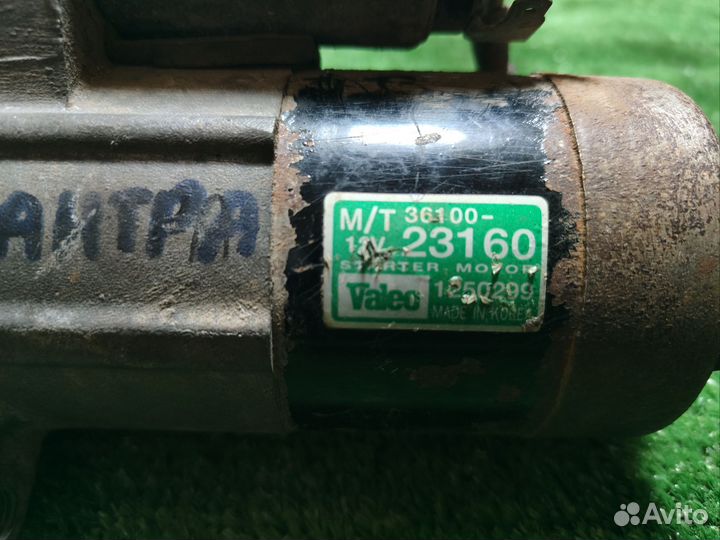 АНТРА
M/T 36100-
12V 23160
STARTER MOTOR
Valeo 1250299
MADE IN KOREA
Avito